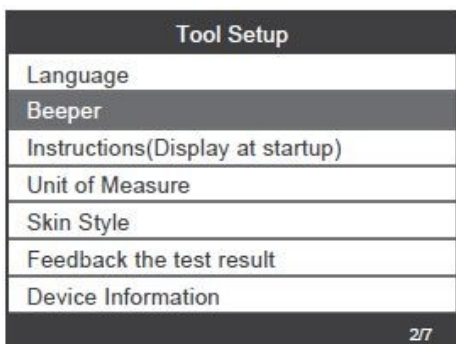 Tool Setup
Language
Beeper
Instructions(Display at startup)
Unit of Measure
Skin Style
Feedback the test result
Device Information
2/7